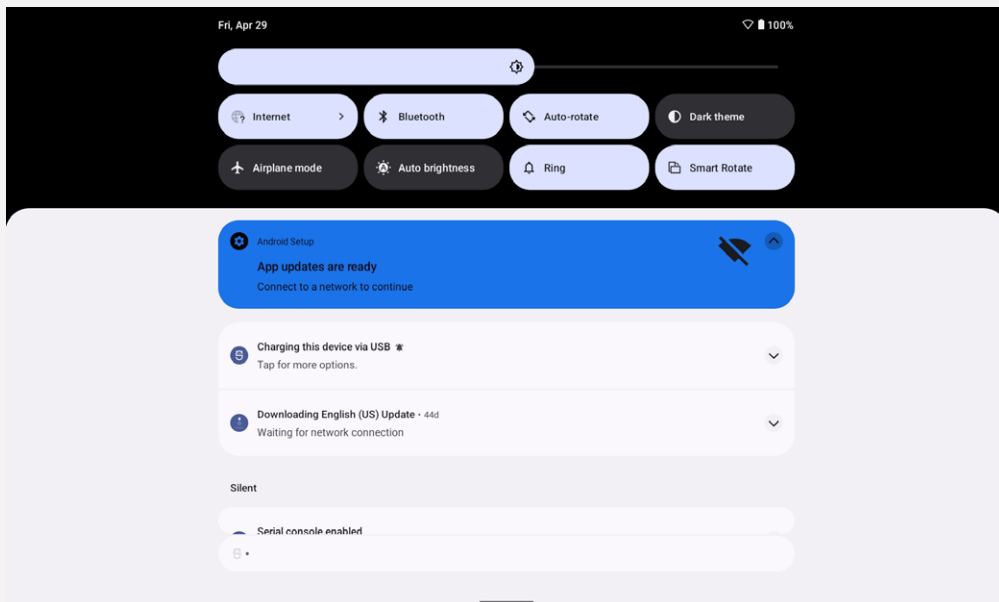 Fri, Apr 29
100%
Internet
Bluetooth
Auto-rotate
Dark theme
Airplane mode
Auto brightness
Ring
Smart Rotate
Android Setup
App updates are ready
Connect to a network to continue
Charging this device via USB
Tap for more options.
Downloading English (US) Update • 44d
Waiting for network connection
Silent
Serial console enabled